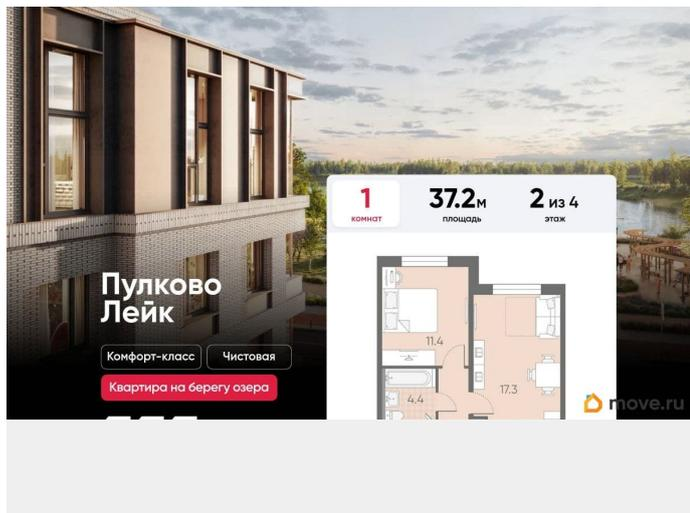 1
комнат
37.2м
площадь
2 из 4
этаж
Пулково
Лейк
Комфорт-класс
Чистовая
Квартира на берегу озера
11.4
17.3
4.4
move.ru